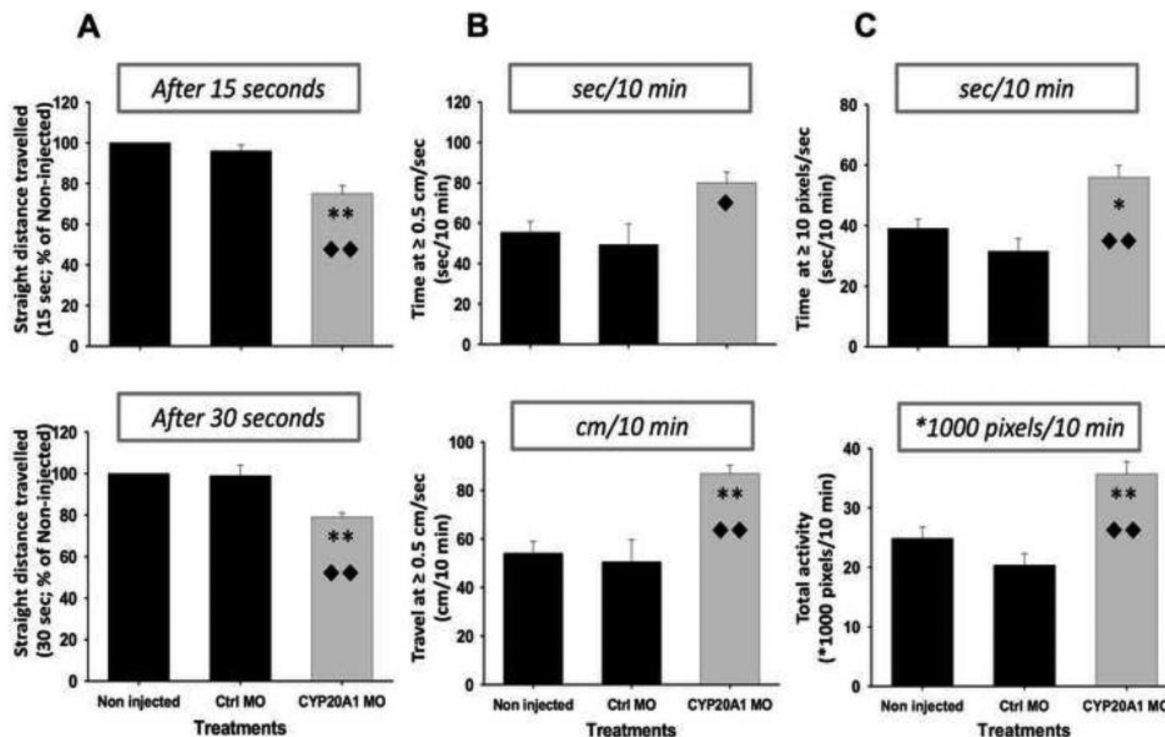 A
B
C
After 15 seconds
sec/10 min
sec/10 min
Straight distance travelled
(15 sec; % of Non-injected)
120
100
80
60
40
20
0
**
◆◆
Time at ≥ 0.5 cm/sec
(sec/10 min)
120
100
80
60
40
20
0
◆
Time at ≥ 10 pixels/sec
(sec/10 min)
80
60
40
20
0
*
◆◆
After 30 seconds
cm/10 min
*1000 pixels/10 min
Straight distance travelled
(30 sec; % of Non-injected)
120
100
80
60
40
20
0
**
◆◆
Travel at ≥ 0.5 cm/sec
(cm/10 min)
100
80
60
40
20
0
**
◆◆
Total activity
(*1000 pixels/10 min)
40
30
20
10
0
**
◆◆
Non injected Ctrl MO CYP20A1 MO
Treatments
Non injected Ctrl MO CYP20A1 MO
Treatments
Non injected Ctrl MO CYP20A1 MO
Treatments